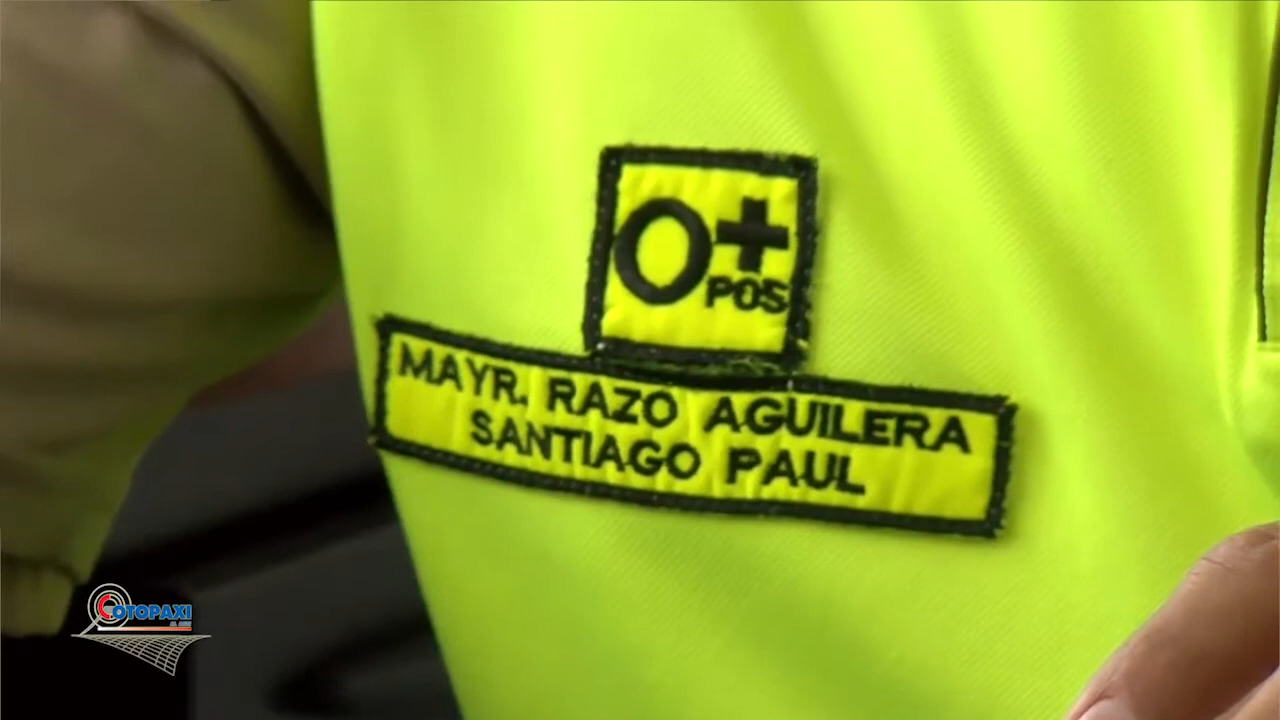 O+
POS
MAYR. RAZO AGUILERA
SANTIAGO PAUL
COTOPAXI